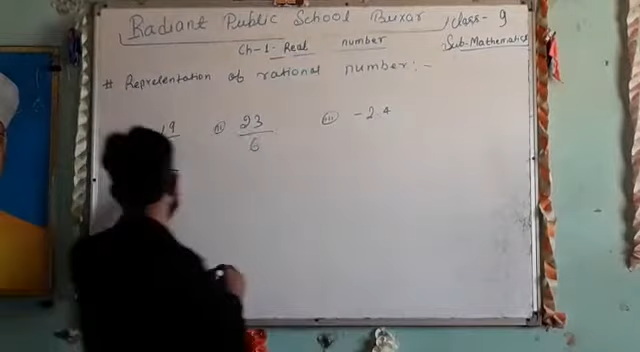 Radiant Public School Buxar / class - 9
Ch-1- Real number
Sub-Mathematics
# Representation of rational number:-
19 (ii) 23/6 (iii) -2.4